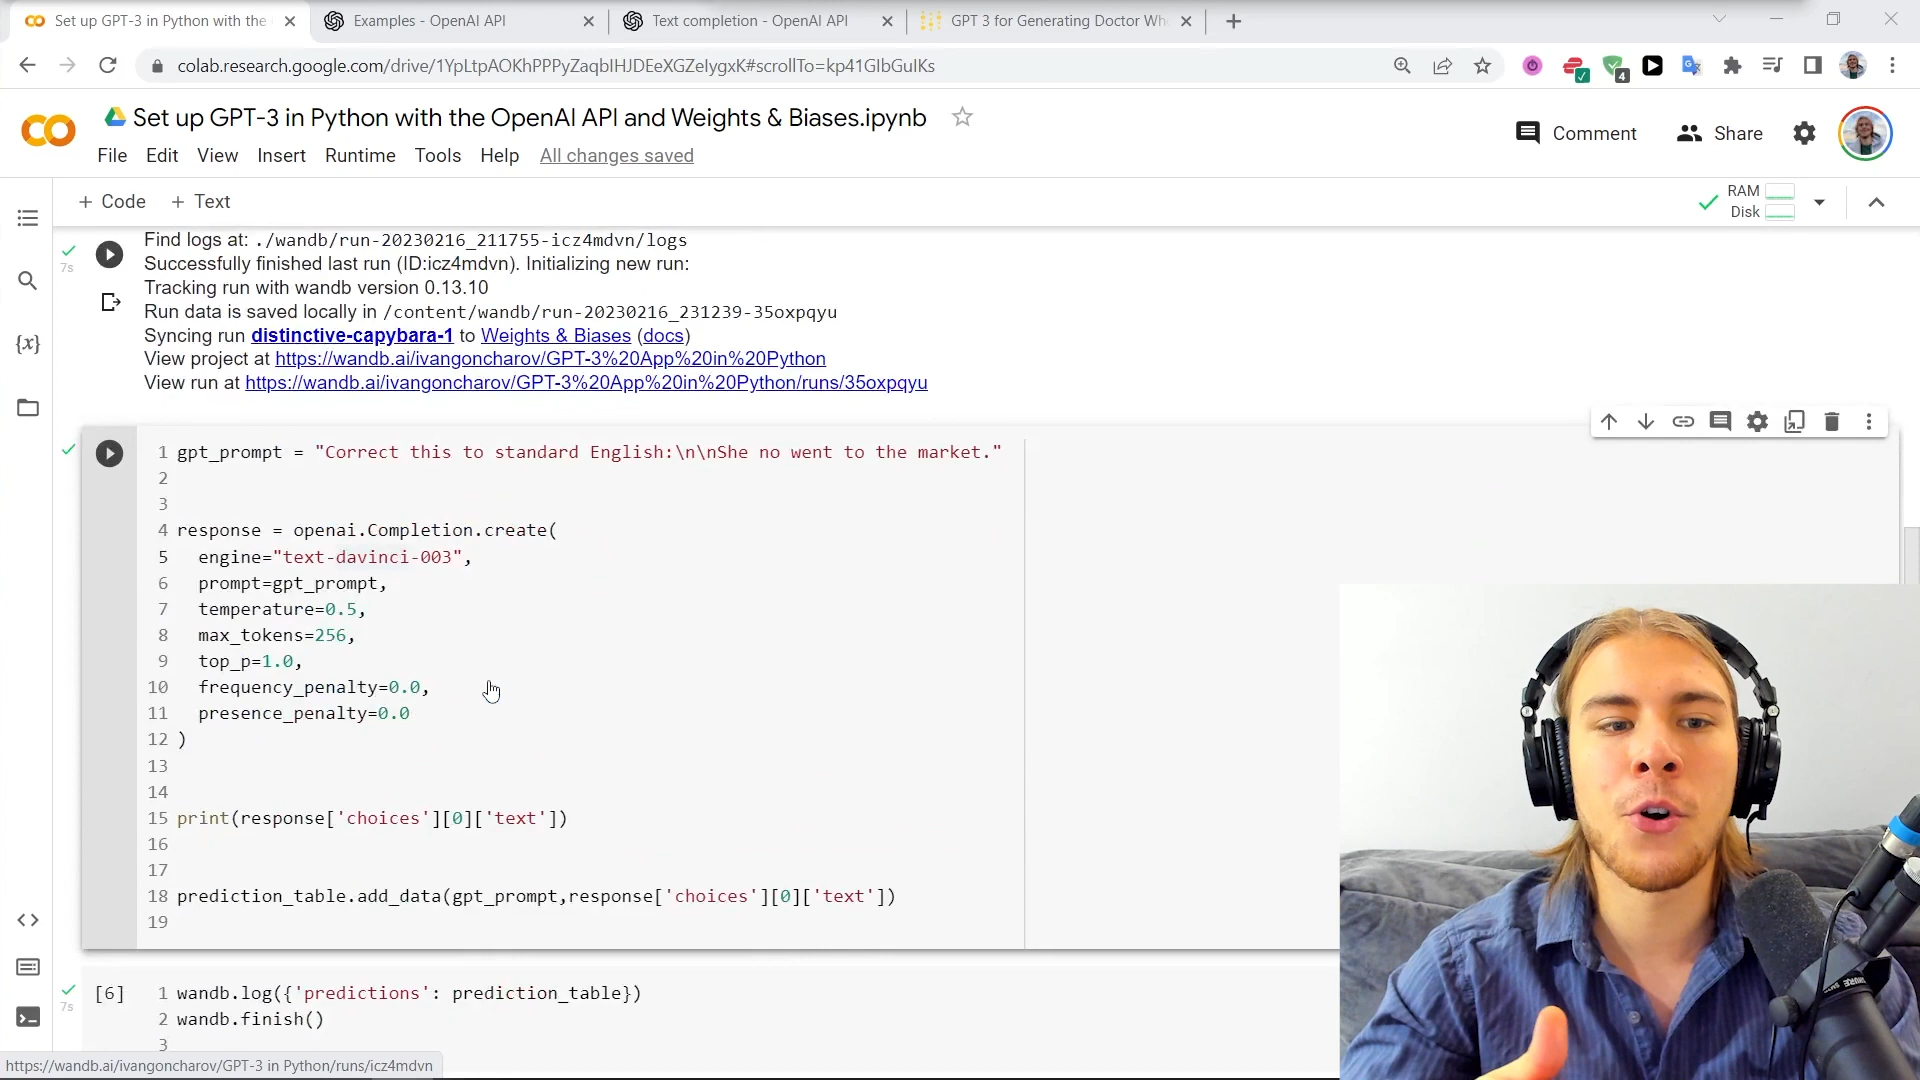 Set up GPT-3 in Python with the
Examples - OpenAI API
Text completion - OpenAI API
GPT 3 for Generating Doctor Wh
colab.research.google.com/drive/1YpLtpAOKhPPPyZaqbIHJDEeXGZeIygxK#scrollTo=kp41GIbGuIKs
4
Set up GPT-3 in Python with the OpenAI API and Weights & Biases.ipynb
Comment
Share
File Edit View Insert Runtime Tools Help All changes saved
+ Code + Text
RAM
Disk
7s
Find logs at: ./wandb/run-20230216_211755-icz4mdvn/logs
Successfully finished last run (ID:icz4mdvn). Initializing new run:
Tracking run with wandb version 0.13.10
Run data is saved locally in /content/wandb/run-20230216_231239-35oxpqyu
Syncing run distinctive-capybara-1 to Weights & Biases (docs)
View project at https://wandb.ai/ivangoncharov/GPT-3%20App%20in%20Python
View run at https://wandb.ai/ivangoncharov/GPT-3%20App%20in%20Python/runs/35oxpqyu
{x}
1 gpt_prompt = "Correct this to standard English:\n\nShe no went to the market."
2
3
4 response = openai.Completion.create(
5 engine="text-davinci-003",
6 prompt=gpt_prompt,
7 temperature=0.5,
8 max_tokens=256,
9 top_p=1.0,
10 frequency_penalty=0.0,
11 presence_penalty=0.0
12 )
13
14
15 print(response['choices'][0]['text'])
16
17
18 prediction_table.add_data(gpt_prompt,response['choices'][0]['text'])
19
7s
[6] 1 wandb.log({'predictions': prediction_table})
2 wandb.finish()
3
https://wandb.ai/ivangoncharov/GPT-3 in Python/runs/icz4mdvn